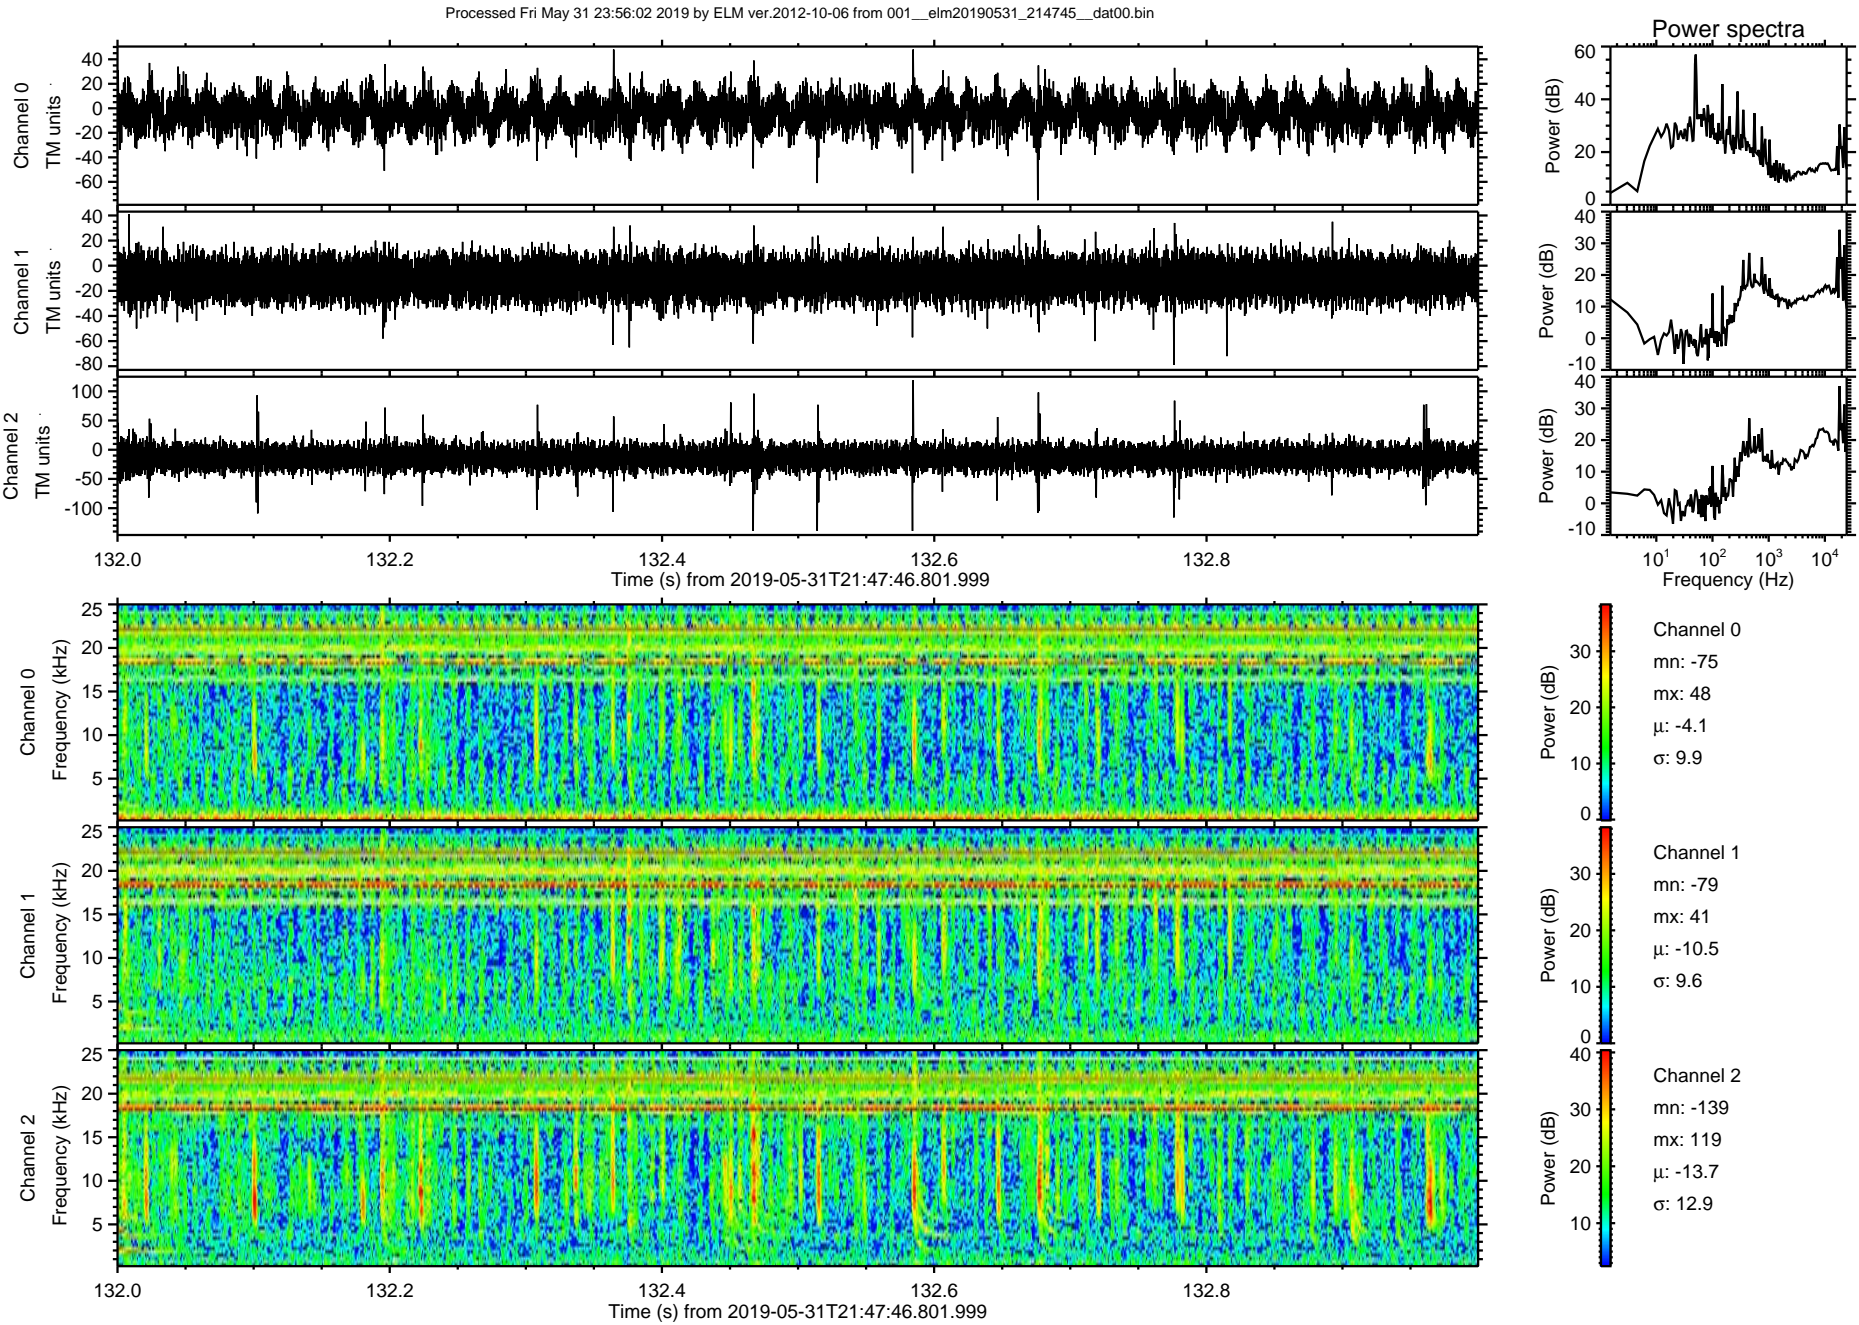 Processed Fri May 31 23:56:02 2019 by ELM ver.2012-10-06 from 001__elm20190531_214745__dat00.bin
Power spectra
Channel 0
TM units
40
20
0
-20
-40
-60
Power (dB)
60
40
20
0
Channel 1
TM units
40
20
0
-20
-40
-60
-80
Power (dB)
40
30
20
10
0
-10
Channel 2
TM units
100
50
0
-50
-100
Power (dB)
40
30
20
10
0
-10
132.0 132.2 132.4 132.6 132.8
Time (s) from 2019-05-31T21:47:46.801.999
10¹ 10² 10³ 10⁴
Frequency (Hz)
Channel 0
Frequency (kHz)
25
20
15
10
5
Power (dB)
30
20
10
0
Channel 0
mn: -75
mx: 48
μ: -4.1
σ: 9.9
Channel 1
Frequency (kHz)
25
20
15
10
5
Power (dB)
30
20
10
0
Channel 1
mn: -79
mx: 41
μ: -10.5
σ: 9.6
Channel 2
Frequency (kHz)
25
20
15
10
5
Power (dB)
40
30
20
10
Channel 2
mn: -139
mx: 119
μ: -13.7
σ: 12.9
132.0 132.2 132.4 132.6 132.8
Time (s) from 2019-05-31T21:47:46.801.999